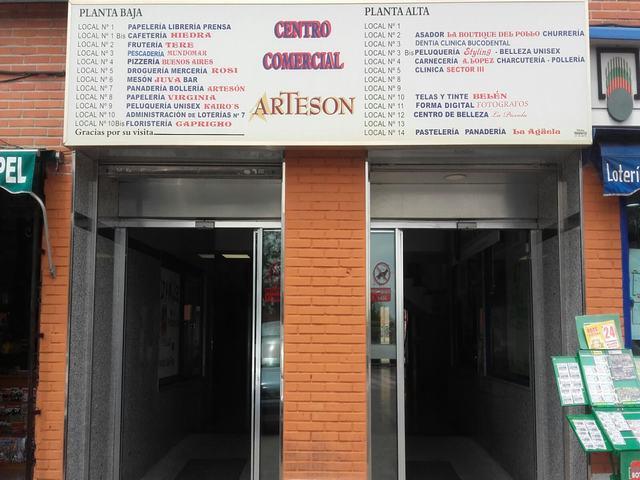 PLANTA BAJA
LOCAL Nº 1 PAPELERÍA LIBRERÍA PRENSA
LOCAL Nº 1 Bis CAFETERÍA HIEDRA
LOCAL Nº 2 FRUTERÍA TERE
LOCAL Nº 3 PESCADERÍA MUNDOMAR
LOCAL Nº 4 PIZZERÍA BUENOS AIRES
LOCAL Nº 5 DROGUERÍA MERCERÍA ROSI
LOCAL Nº 6 MESÓN JUVA BAR
LOCAL Nº 7 PANADERÍA BOLLERÍA ARTESÓN
LOCAL Nº 8 PAPELERÍA VIRGINIA
LOCAL Nº 9 PELUQUERÍA UNISEX KAIRO'S
LOCAL Nº 10 ADMINISTRACIÓN DE LOTERÍAS Nº 7
LOCAL Nº 10Bis FLORISTERÍA CAPRICHO
Gracias por su visita
CENTRO
COMERCIAL
ARTESON
PLANTA ALTA
LOCAL Nº 1
LOCAL Nº 2 ASADOR LA BOUTIQUE DEL POLLO CHURRERÍA
LOCAL Nº 3 DENTIA CLINICA BUCODENTAL
LOCAL Nº 3 Bis PELUQUERÍA Styling - BELLEZA UNISEX
LOCAL Nº 4 CARNECERÍA A. LOPEZ CHARCUTERÍA - POLLERÍA
LOCAL Nº 5 CLINICA SECTOR III
LOCAL Nº 8
LOCAL Nº 9
LOCAL Nº 10 TELAS Y TINTE BELÉN
LOCAL Nº 11 FORMA DIGITAL FOTOGRAFOS
LOCAL Nº 12 CENTRO DE BELLEZA
LOCAL Nº 13
LOCAL Nº 14 PASTELERÍA PANADERÍA La Agüela
PEL
Loterí
24